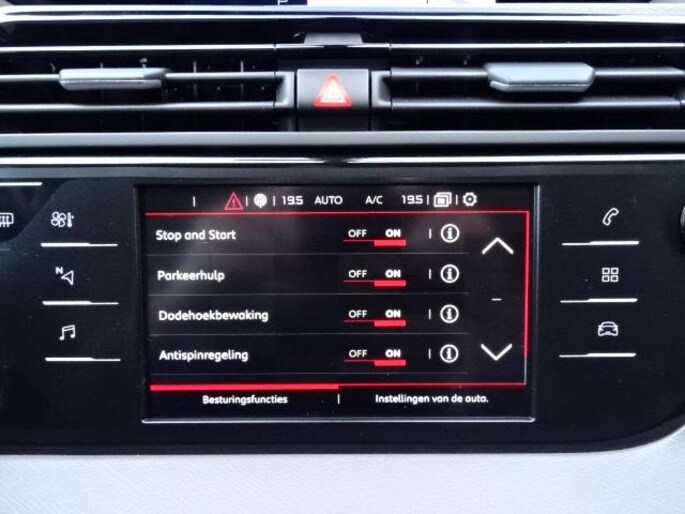 19.5 AUTO A/C 19.5
Stop and Start OFF ON
Parkeerhulp OFF ON
Dodehoekbewaking OFF ON
Antispinregeling OFF ON
Besturingsfuncties | Instellingen van de auto.
N